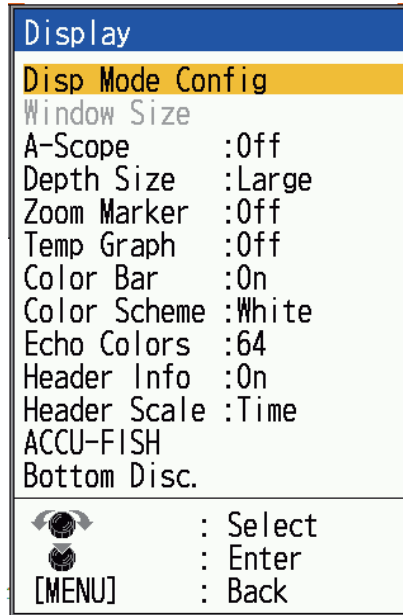 Display
Disp Mode Config
Window Size
A-Scope :Off
Depth Size :Large
Zoom Marker :Off
Temp Graph :Off
Color Bar :On
Color Scheme :White
Echo Colors :64
Header Info :On
Header Scale :Time
ACCU-FISH
Bottom Disc.
: Select
: Enter
[MENU] : Back